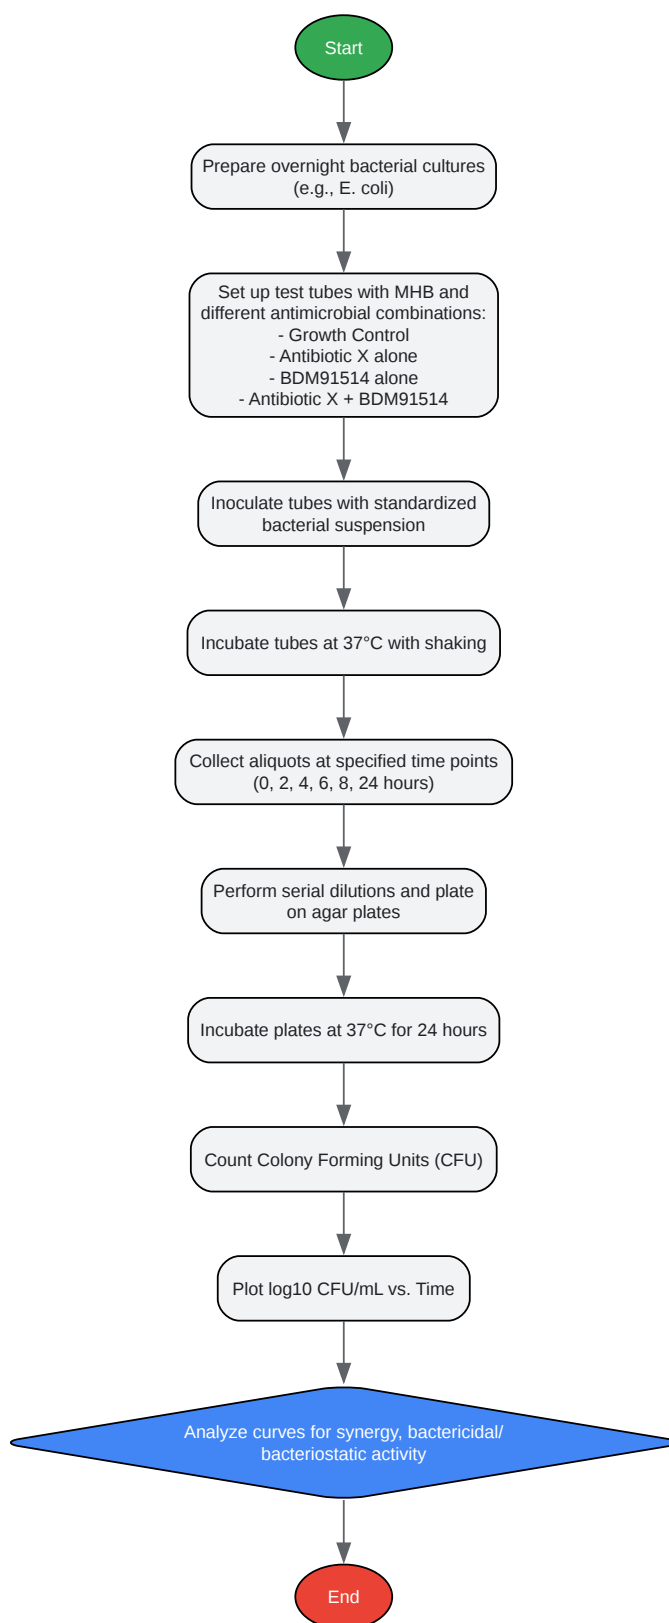 Start
Prepare overnight bacterial cultures
(e.g., E. coli)
Set up test tubes with MHB and
different antimicrobial combinations:
- Growth Control
- Antibiotic X alone
- BDM91514 alone
- Antibiotic X + BDM91514
Inoculate tubes with standardized
bacterial suspension
Incubate tubes at 37°C with shaking
Collect aliquots at specified time points
(0, 2, 4, 6, 8, 24 hours)
Perform serial dilutions and plate
on agar plates
Incubate plates at 37°C for 24 hours
Count Colony Forming Units (CFU)
Plot log10 CFU/mL vs. Time
Analyze curves for synergy, bactericidal/
bacteriostatic activity
End